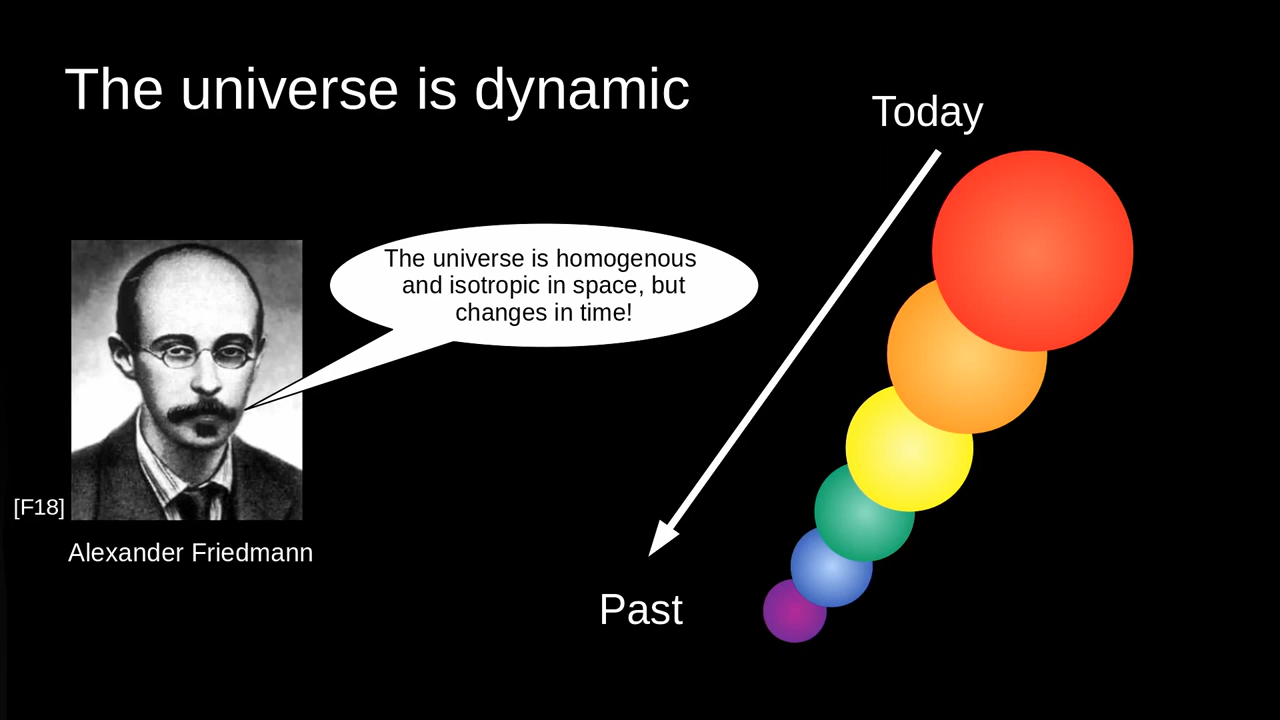 The universe is dynamic
Today
The universe is homogenous
and isotropic in space, but
changes in time!
[F18]
Alexander Friedmann
Past